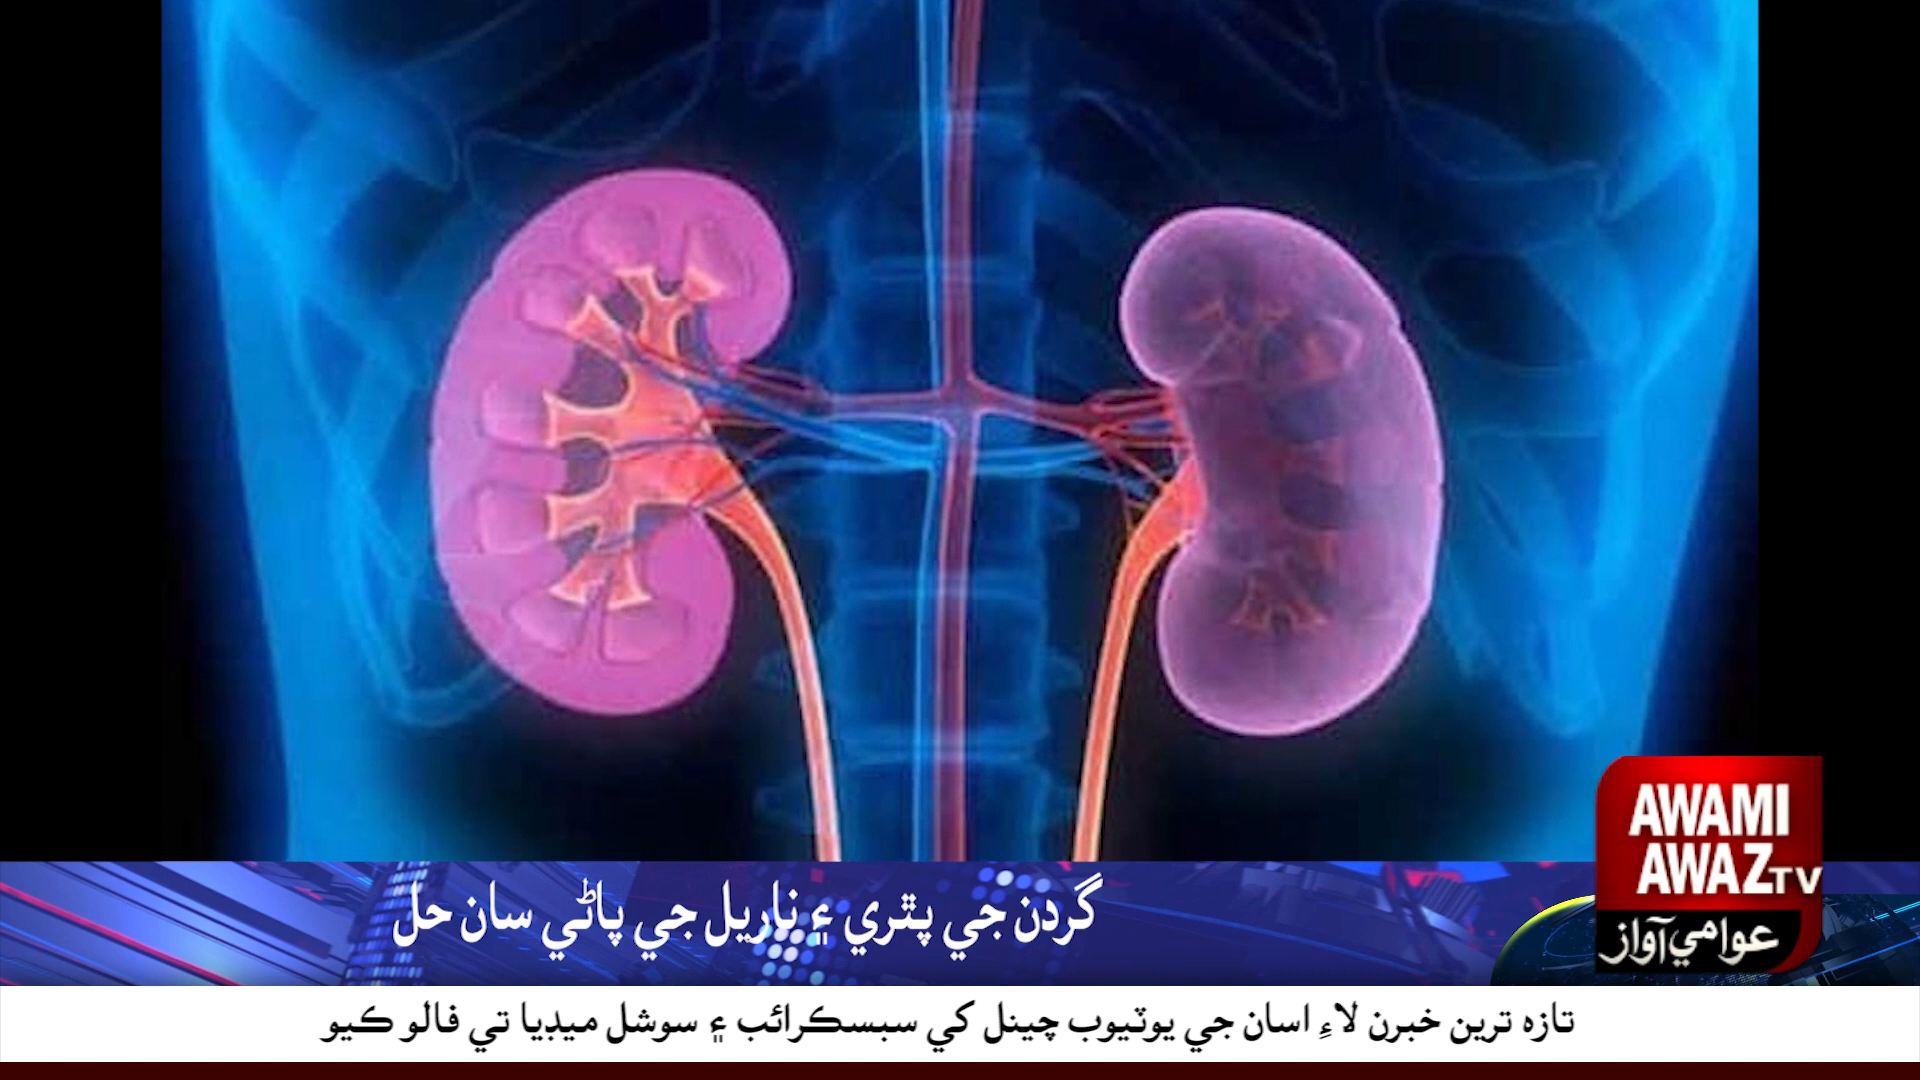 AWAMI
AWAZ TV
عوامي آواز
گردن جي پٿري ۽ ناريل جي پاڻي سان حل
تازه ترين خبرن لاءِ اسان جي يوٽيوب چينل کي سبسڪرائب ۽ سوشل ميڊيا تي فالو ڪيو